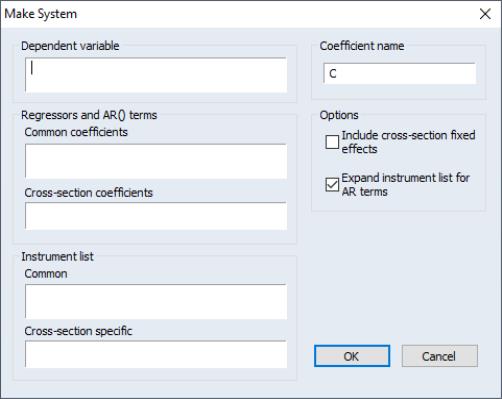 Make System
Dependent variable
Regressors and AR() terms
Common coefficients
Cross-section coefficients
Instrument list
Common
Cross-section specific
Coefficient name
C
Options
Include cross-section fixed
effects
Expand instrument list for
AR terms
OK
Cancel